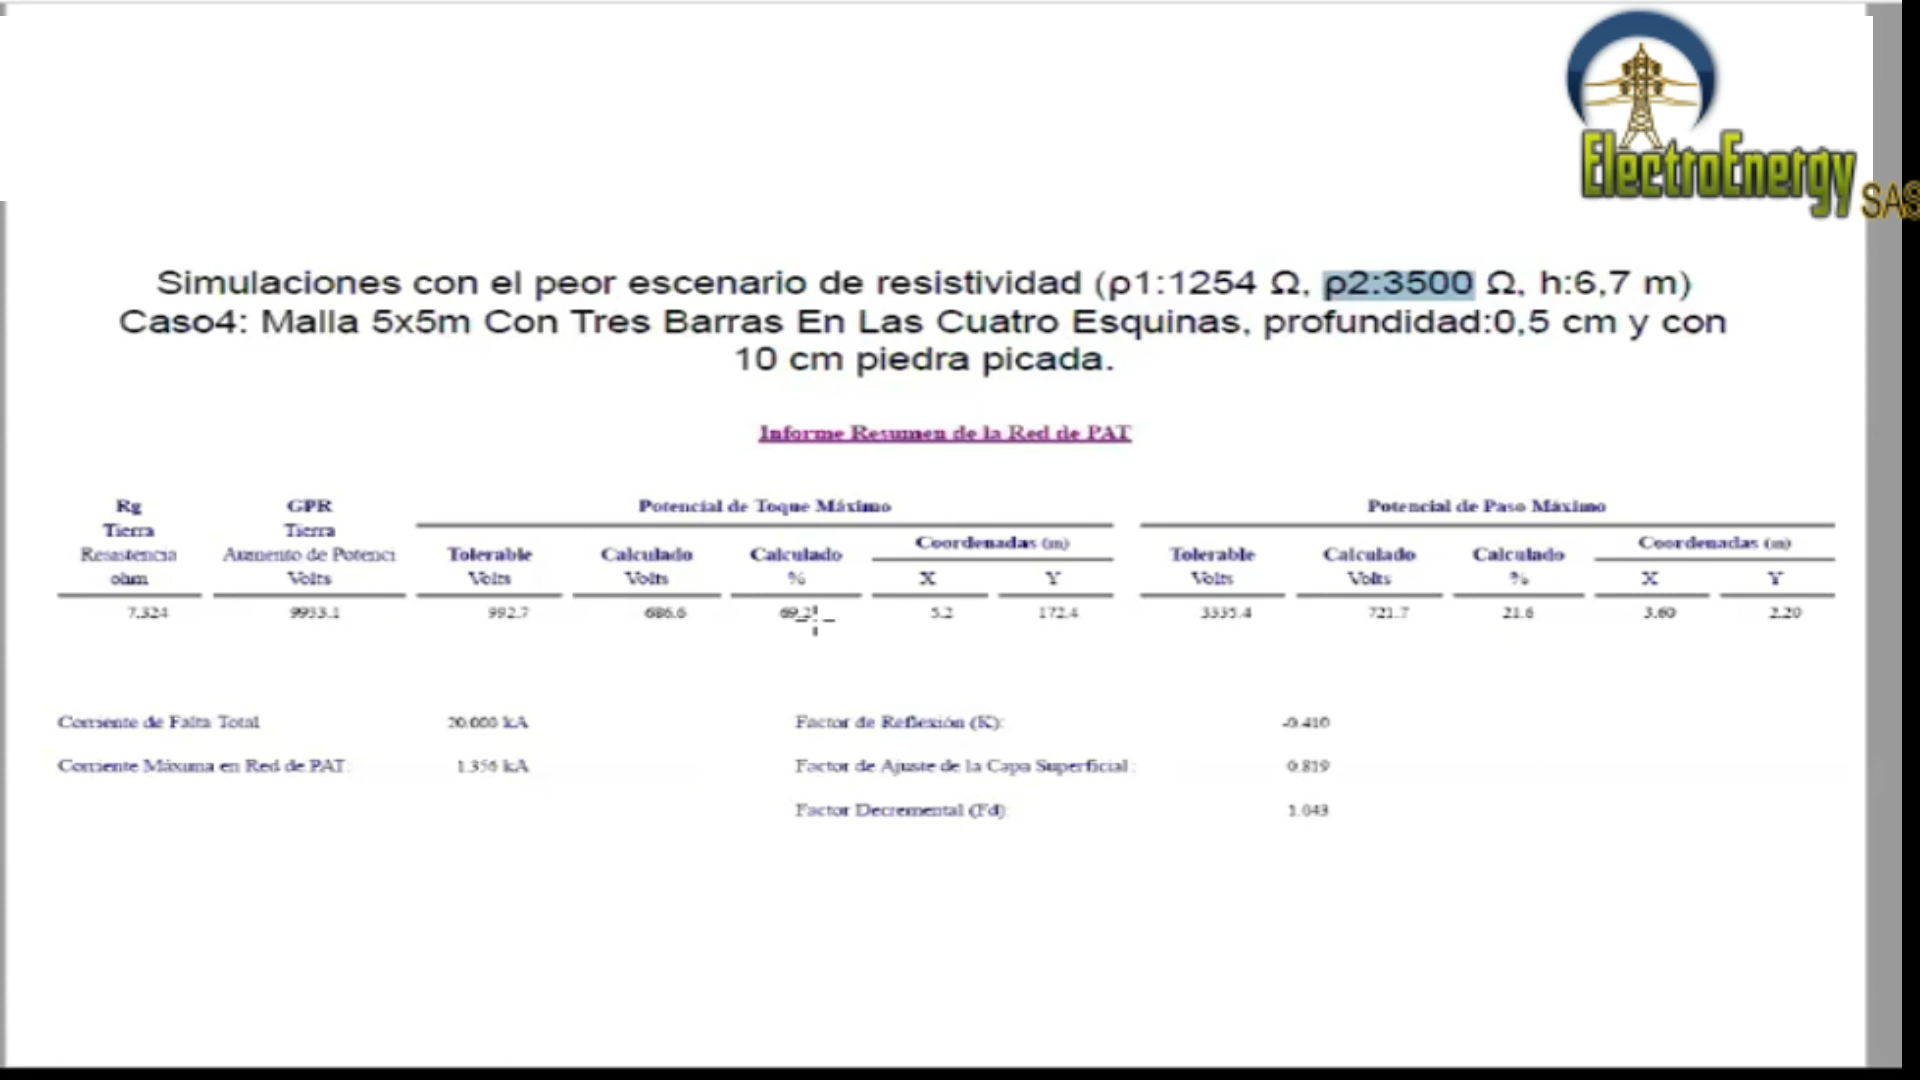 ElectroEnergy SAS
Simulaciones con el peor escenario de resistividad (ρ1:1254 Ω, ρ2:3500 Ω, h:6,7 m)
Caso4: Malla 5x5m Con Tres Barras En Las Cuatro Esquinas, profundidad:0,5 cm y con
10 cm piedra picada.
Informe Resumen de la Red de PAT
Rg GPR Potencial de Toque Máximo Potencial de Paso Máximo
Tierra Tierra Coordenadas (m) Coordenadas (m)
Resistencia Aumento de Potenci Tolerable Calculado Calculado Tolerable Calculado Calculado
ohm Volts Volts Volts % X Y Volts Volts % X Y
7.324 992.7 686.6 5.2 172.4 3335.4 721.7 21.6 3.60 2.20
Corriente de Falta Total 20.000 kA Factor de Reflexión (K): -0.410
Corriente Máxima en Red de PAT: 1.356 kA Factor de Ajuste de la Capa Superficial: 0.819
Factor Decremental (Fd) 1.043